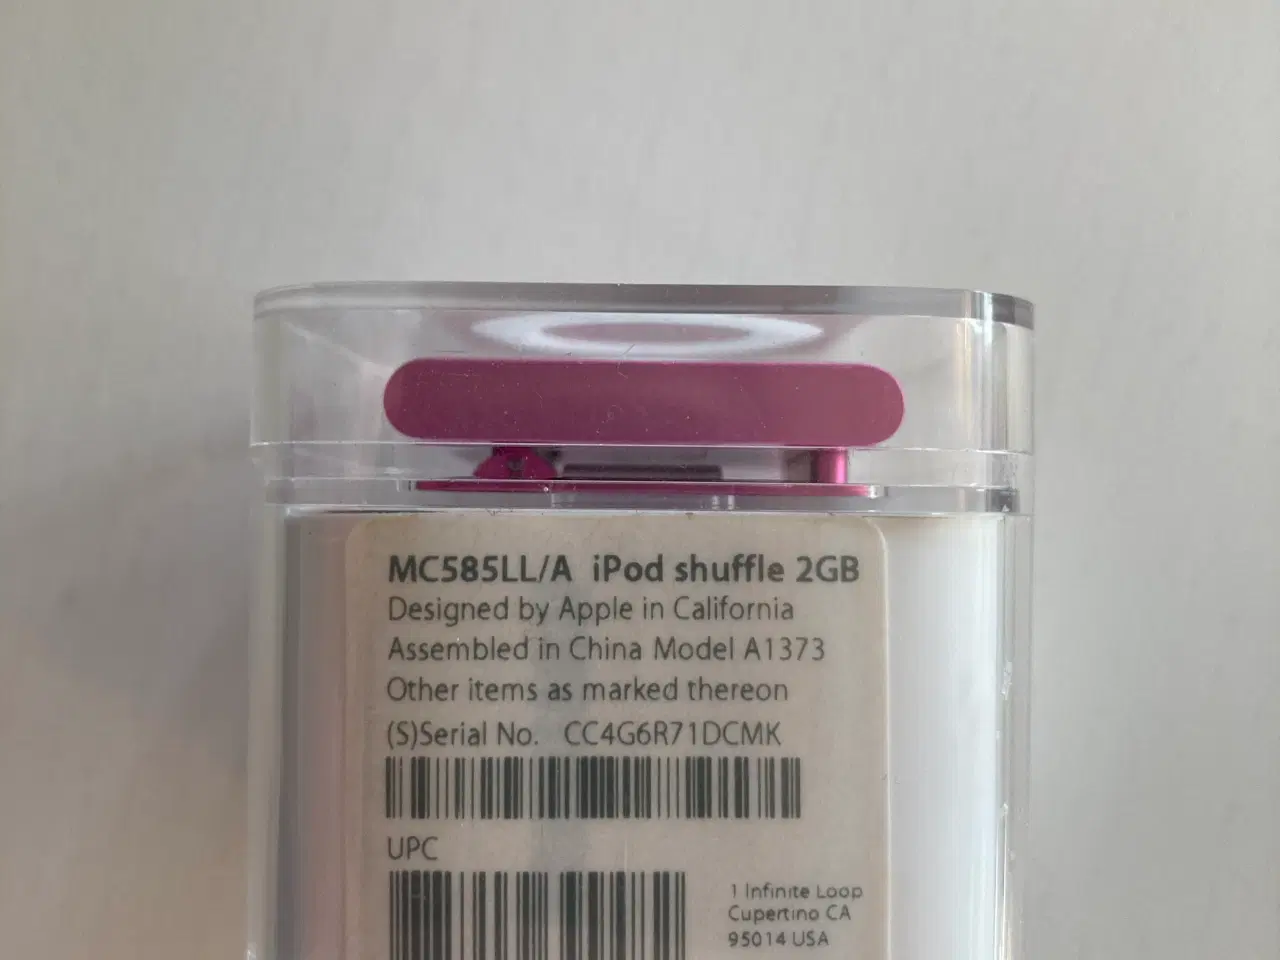 MC585LL/A iPod shuffle 2GB
Designed by Apple in California
Assembled in China Model A1373
Other items as marked thereon
(S)Serial No. CC4G6R71DCMK
UPC
1 Infinite Loop
Cupertino CA
95014 USA